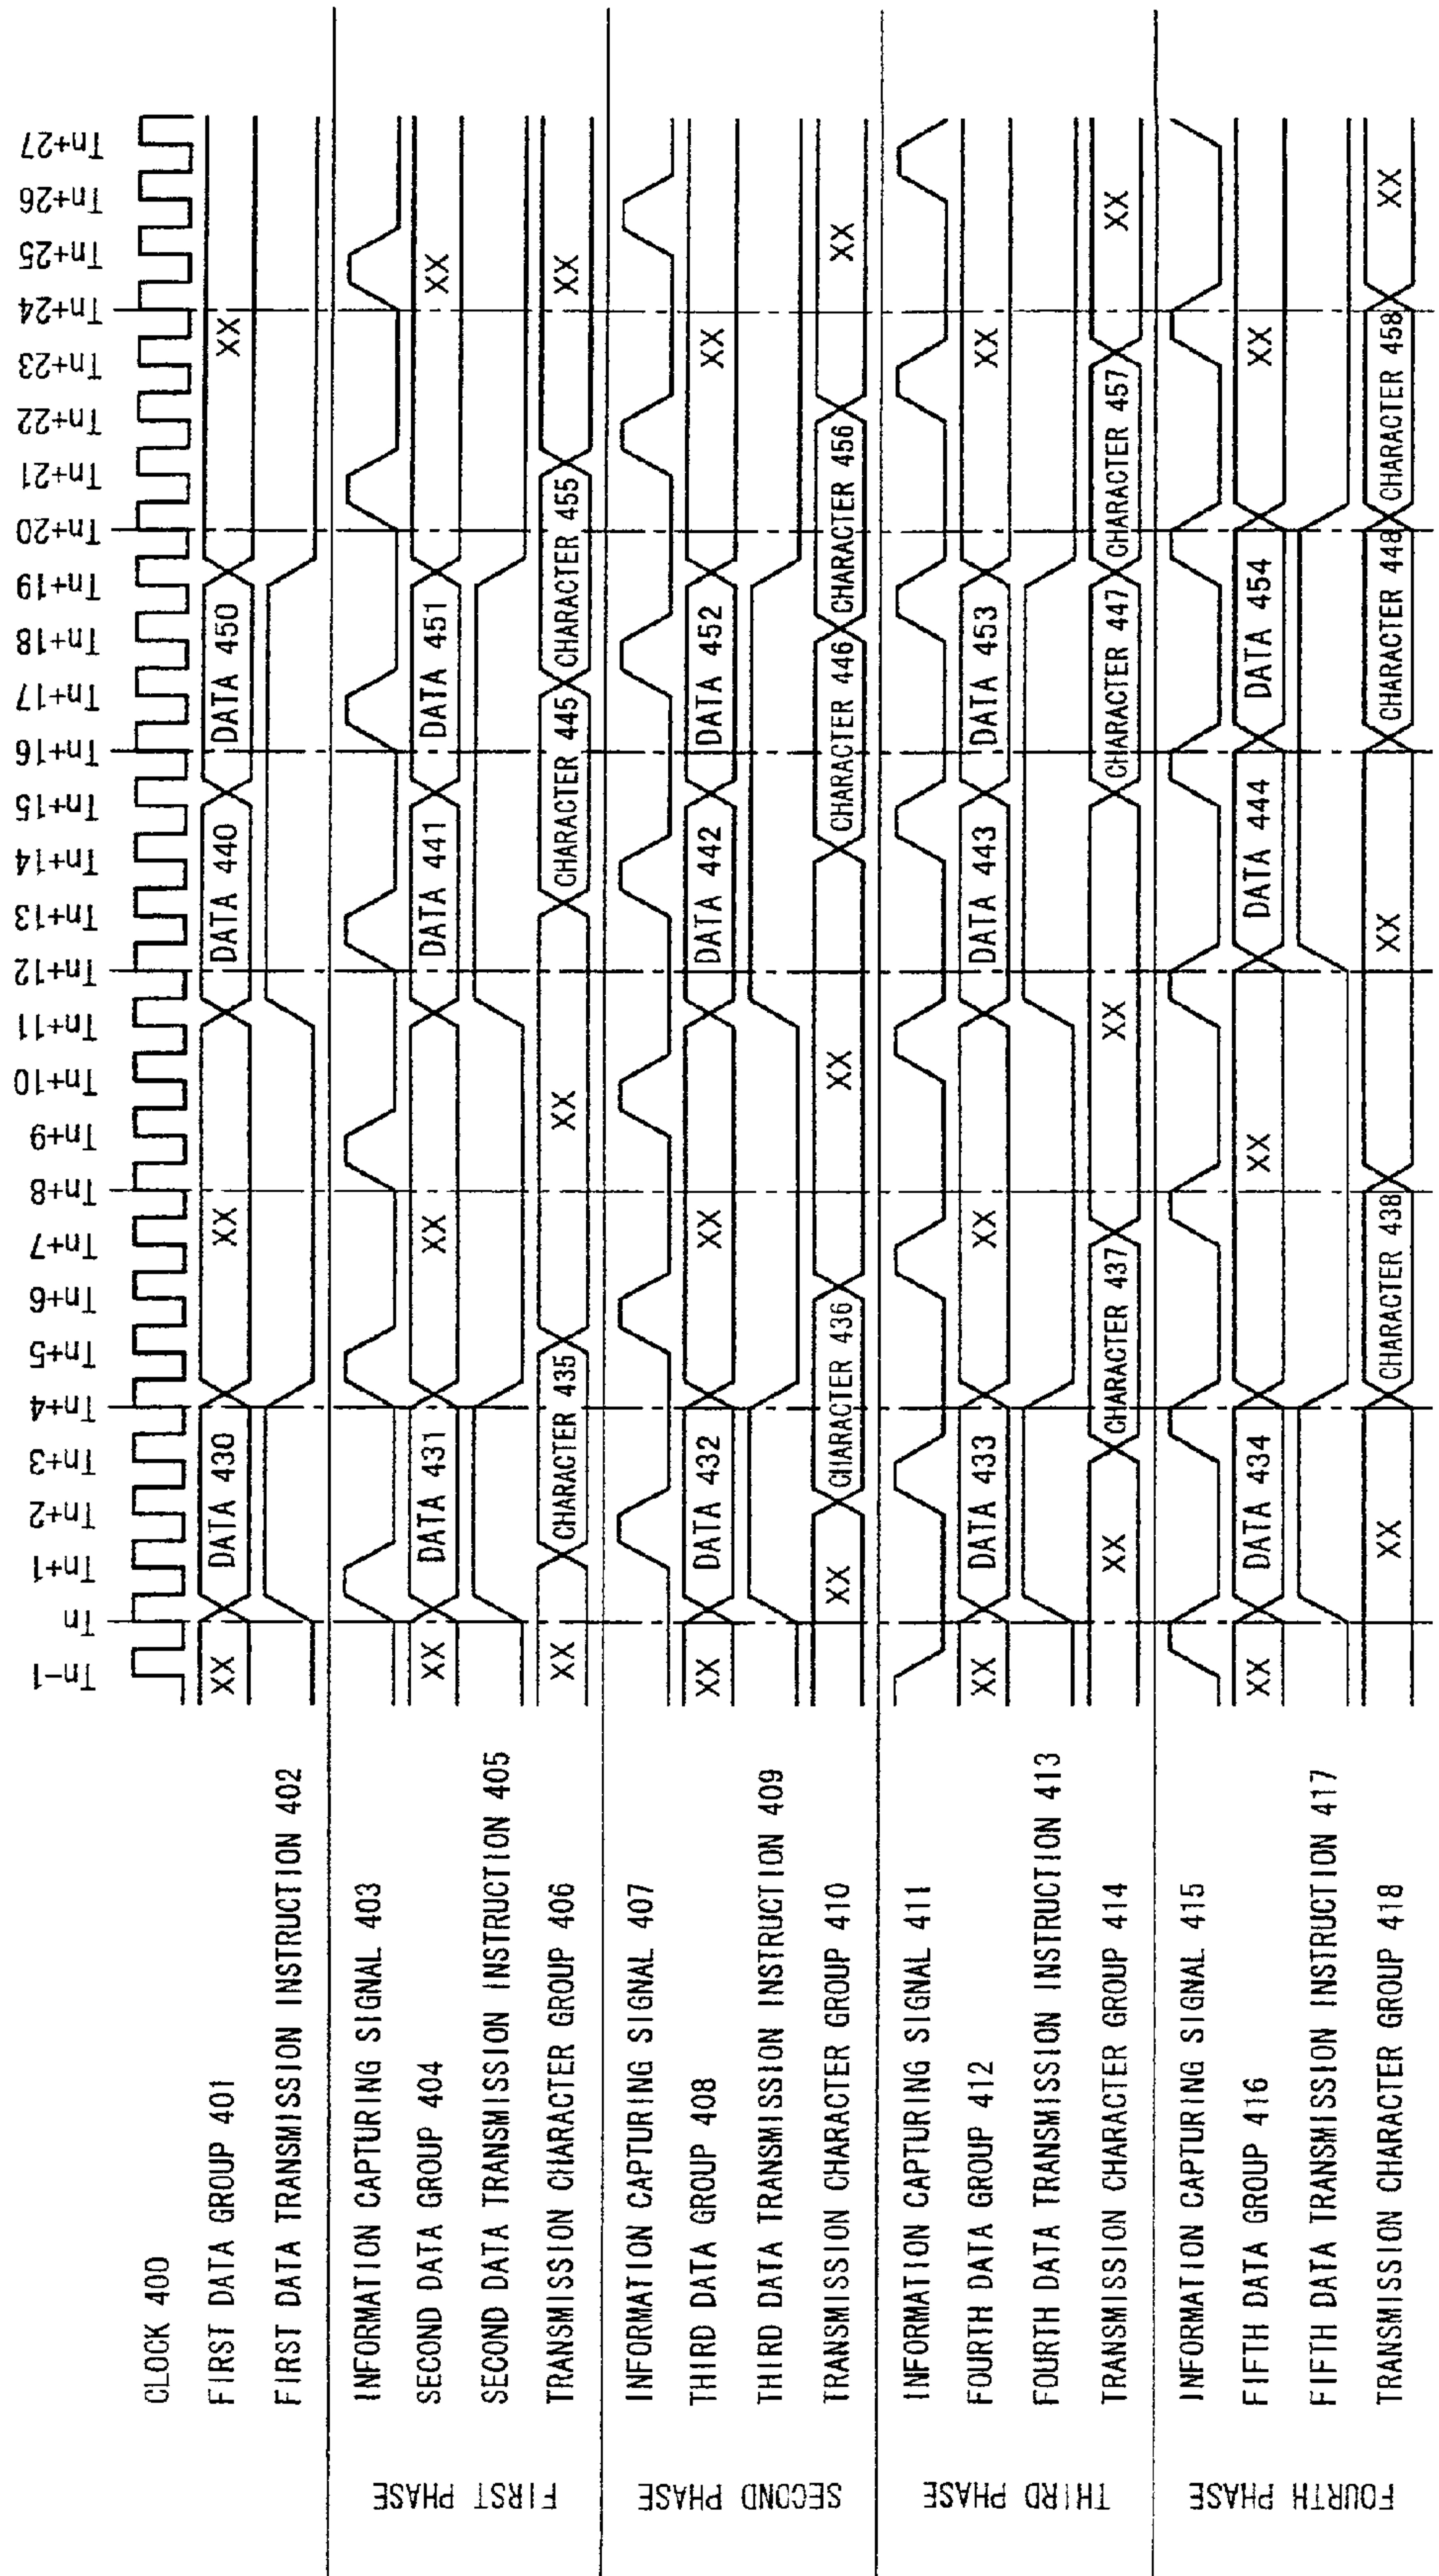 Tn-1 Tn Tn+1 Tn+2 Tn+3 Tn+4 Tn+5 Tn+6 Tn+7 Tn+8 Tn+9 Tn+10 Tn+11 Tn+12 Tn+13 Tn+14 Tn+15 Tn+16 Tn+17 Tn+18 Tn+19 Tn+20 Tn+21 Tn+22 Tn+23 Tn+24 Tn+25 Tn+26 Tn+27
CLOCK 400
FIRST DATA GROUP 401 XX DATA 430 XX DATA 440 DATA 450 XX
FIRST DATA TRANSMISSION INSTRUCTION 402
FIRST PHASE
INFORMATION CAPTURING SIGNAL 403
SECOND DATA GROUP 404 XX DATA 431 XX DATA 441 DATA 451 XX
SECOND DATA TRANSMISSION INSTRUCTION 405
TRANSMISSION CHARACTER GROUP 406 XX CHARACTER 435 XX CHARACTER 445 CHARACTER 455 XX
SECOND PHASE
INFORMATION CAPTURING SIGNAL 407
THIRD DATA GROUP 408 XX DATA 432 XX DATA 442 DATA 452 XX
THIRD DATA TRANSMISSION INSTRUCTION 409
TRANSMISSION CHARACTER GROUP 410 XX CHARACTER 436 XX CHARACTER 446 CHARACTER 456 XX
THIRD PHASE
INFORMATION CAPTURING SIGNAL 411
FOURTH DATA GROUP 412 XX DATA 433 XX DATA 443 DATA 453 XX
FOURTH DATA TRANSMISSION INSTRUCTION 413
TRANSMISSION CHARACTER GROUP 414 XX CHARACTER 437 XX CHARACTER 447 CHARACTER 457 XX
FOURTH PHASE
INFORMATION CAPTURING SIGNAL 415
FIFTH DATA GROUP 416 XX DATA 434 XX DATA 444 DATA 454 XX
FIFTH DATA TRANSMISSION INSTRUCTION 417
TRANSMISSION CHARACTER GROUP 418 XX CHARACTER 438 XX CHARACTER 448 CHARACTER 458 XX